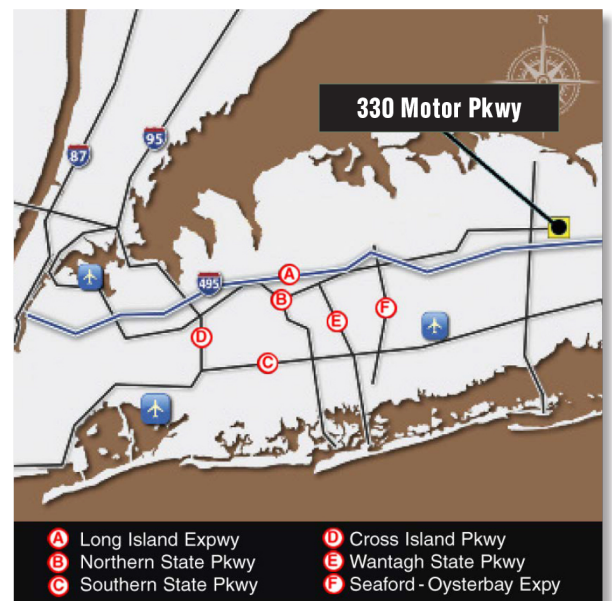 N
330 Motor Pkwy
95
87
495
A
B
E
F
D
C
A Long Island Expwy
B Northern State Pkwy
C Southern State Pkwy
D Cross Island Pkwy
E Wantagh State Pkwy
F Seaford - Oysterbay Expy